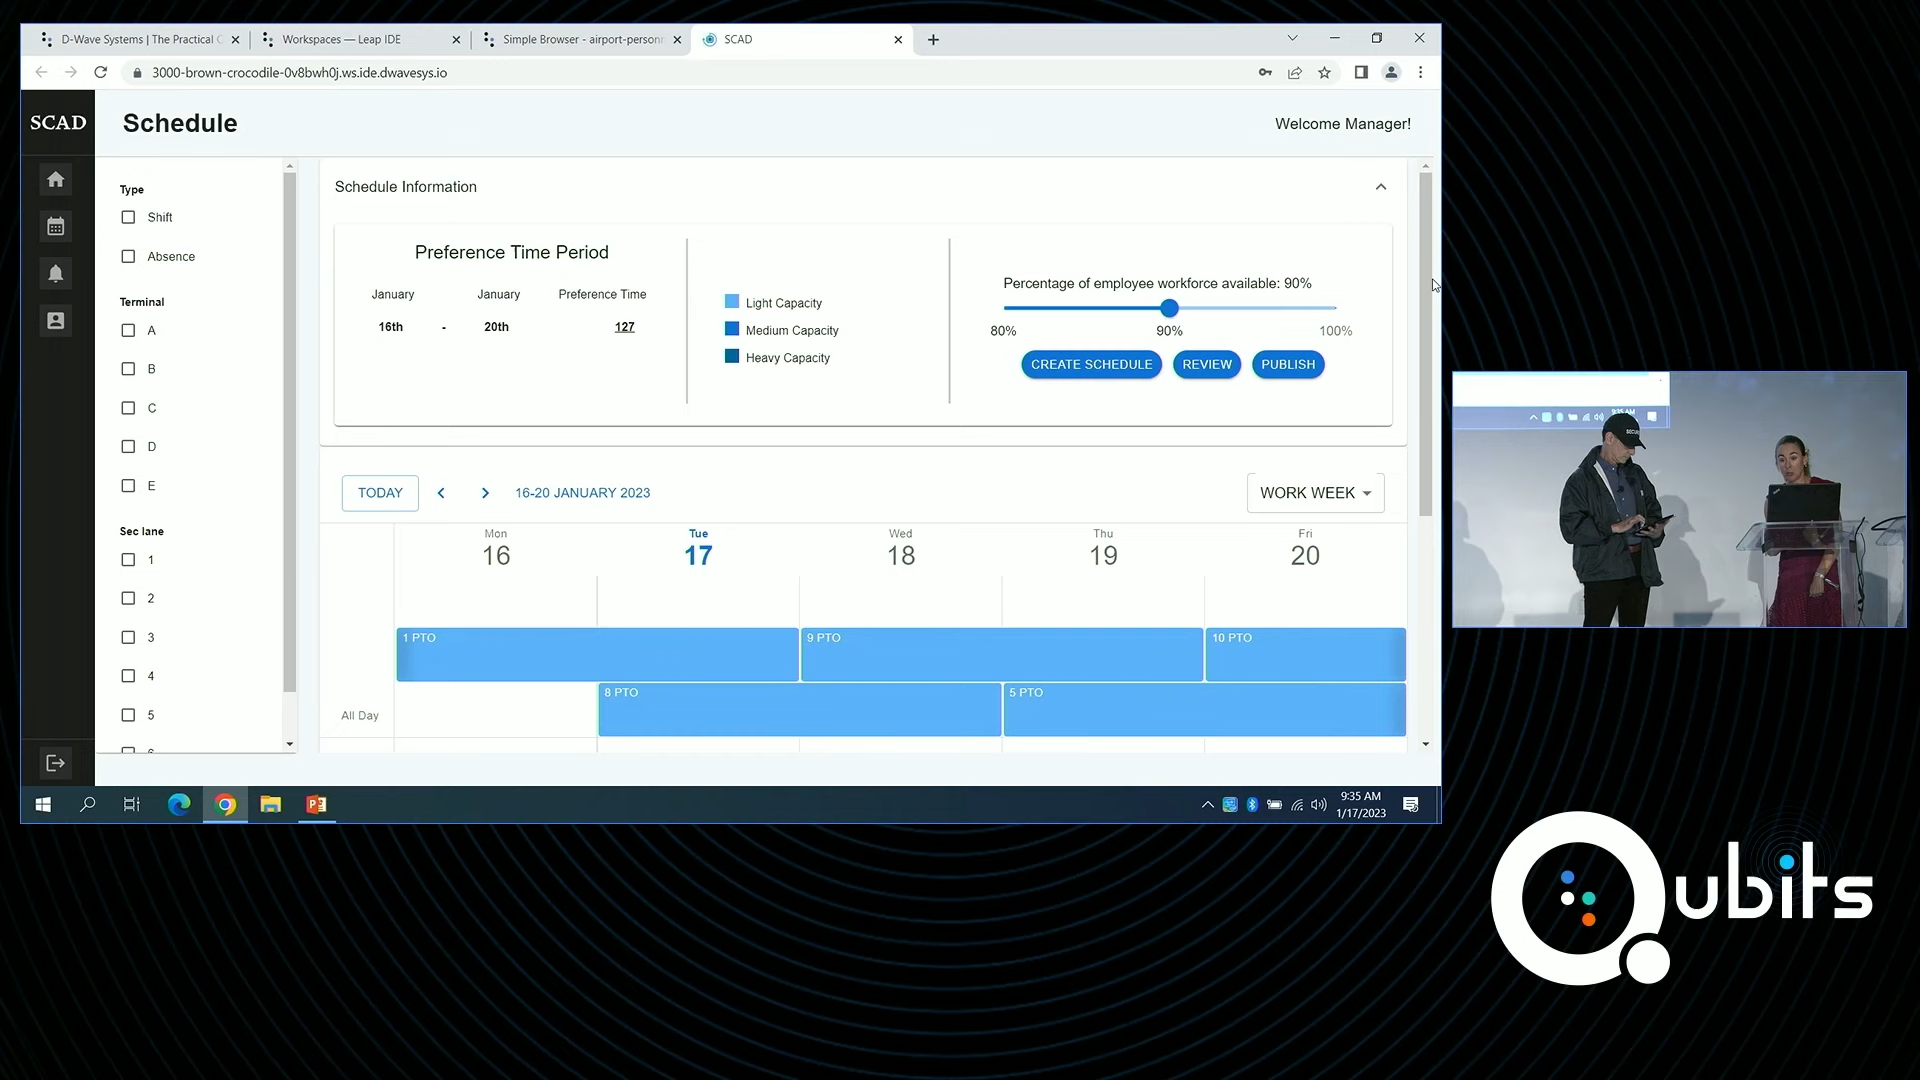 D-Wave Systems | The Practical
Workspaces — Leap IDE
Simple Browser - airport-person
SCAD
3000-brown-crocodile-0v8bwh0j.ws.ide.dwavesys.io
SCAD
Schedule
Welcome Manager!
Type
Shift
Absence
Terminal
A
B
C
D
E
Sec lane
1
2
3
4
5
Schedule Information
Preference Time Period
January
January
Preference Time
16th
-
20th
127
Light Capacity
Medium Capacity
Heavy Capacity
Percentage of employee workforce available: 90%
80%
90%
100%
CREATE SCHEDULE
REVIEW
PUBLISH
TODAY
16-20 JANUARY 2023
WORK WEEK
Mon
16
Tue
17
Wed
18
Thu
19
Fri
20
All Day
1 PTO
9 PTO
10 PTO
8 PTO
5 PTO
9:35 AM
1/17/2023
9:35 AM
Qubits